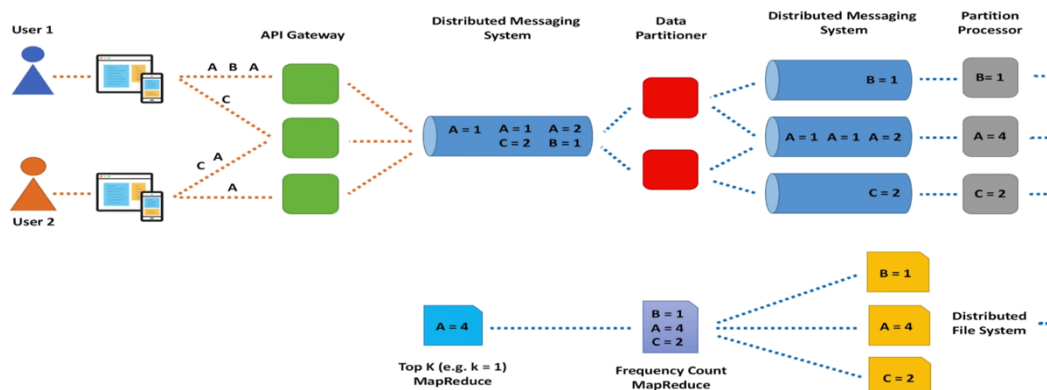 User 1
API Gateway
Distributed Messaging
System
Data
Partitioner
Distributed Messaging
System
Partition
Processor
A B A
C
A
C
A
User 2
A = 1 A = 1 A = 2
C = 2 B = 1
B = 1
A = 1 A = 1 A = 2
C = 2
B= 1
A = 4
C = 2
A = 4
Top K (e.g. k = 1)
MapReduce
B = 1
A = 4
C = 2
Frequency Count
MapReduce
B = 1
A = 4
C = 2
Distributed
File System